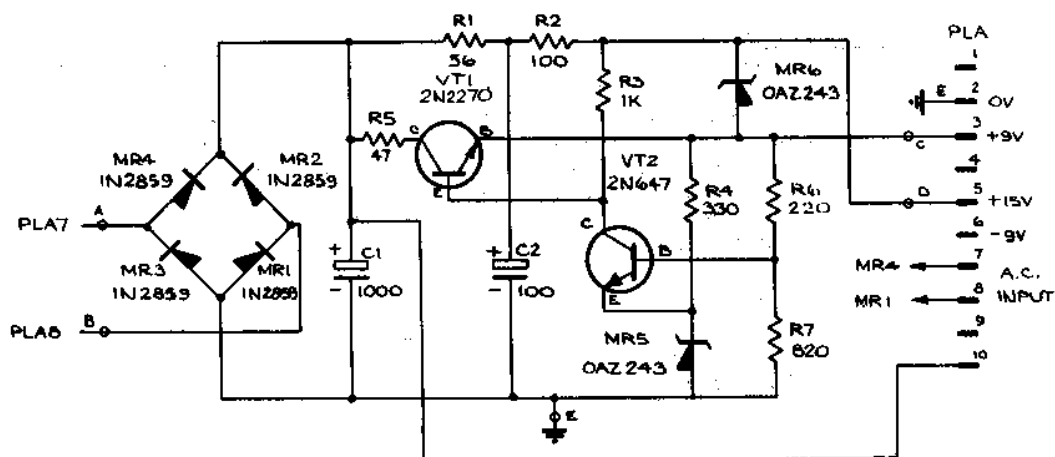 R1
56
R2
100
R3
1K
MR6
OAZ243
PLA
1
2
E
0V
3
+9V
C
4
5
+15V
D
6
-9V
7
MR4
8
MR1
A.C.
INPUT
9
10
VT1
2N2270
R5
47
C
B
E
MR4
1N2859
MR2
1N2859
PLA7
A
MR3
1N2859
MR1
1N2859
PLA8
B
+
C1
-
1000
+
C2
-
100
VT2
2N647
C
B
E
R4
330
220
MR5
OAZ243
R7
820
E